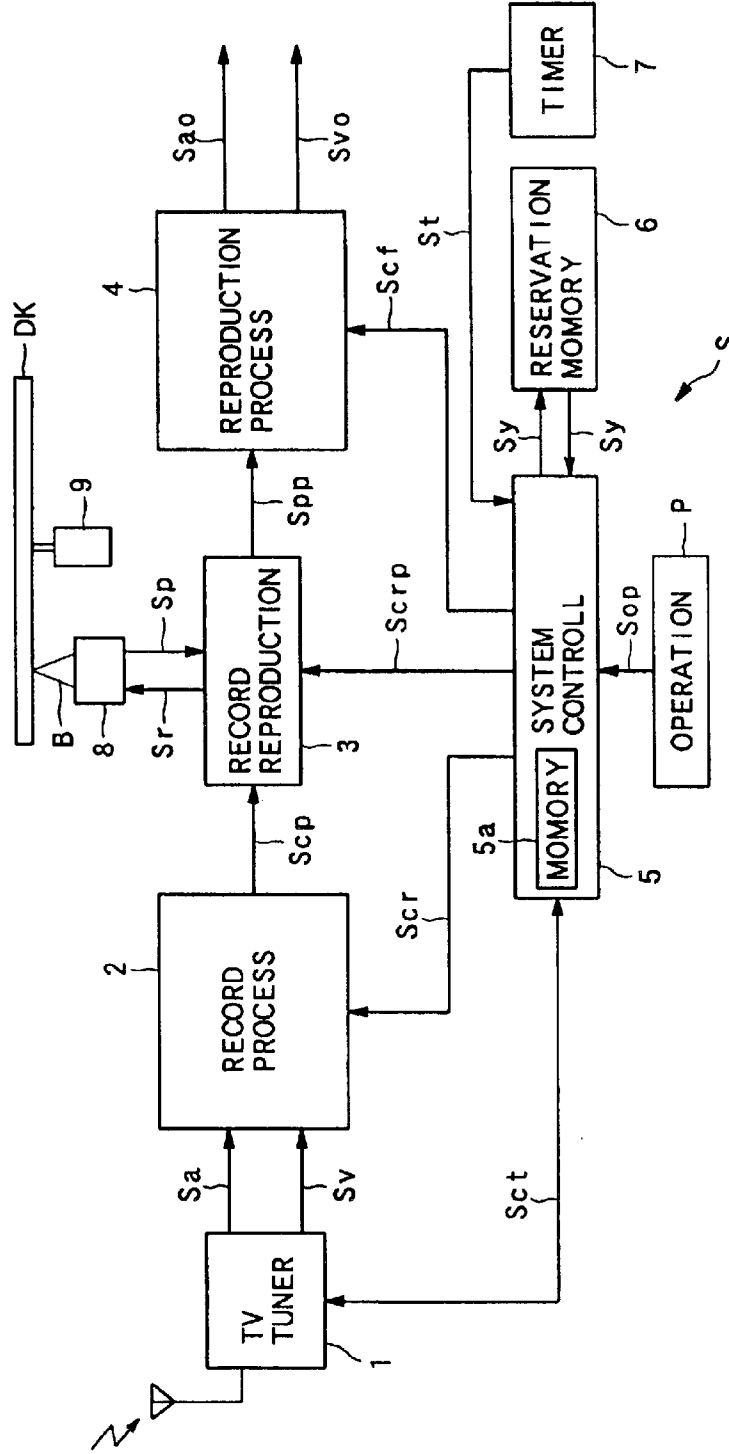 DK
9
B
8
Sr
Sp
Sao
Svo
4
REPRODUCTION
PROCESS
Spp
RECORD
REPRODUCTION
3
Scp
2
RECORD
PROCESS
Sa
Sv
TV
TUNER
1
Sct
Scr
Scrp
Scf
St
TIMER
7
RESERVATION
MOMORY
6
Sy
Sy
SYSTEM
CONTROLL
5a
MOMORY
5
Sop
OPERATION
P